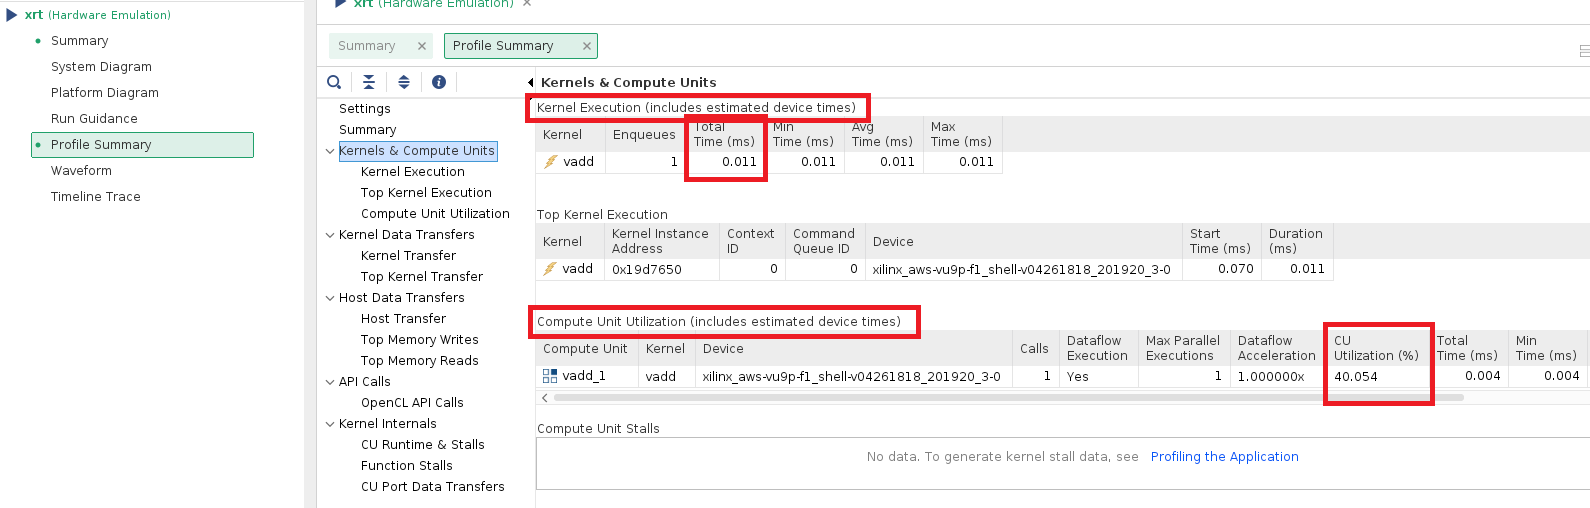 xrt (Hardware Emulation)
Summary
System Diagram
Platform Diagram
Run Guidance
Profile Summary
Waveform
Timeline Trace
xrt (Hardware Emulation) ×
Summary ×
Profile Summary ×
Settings
Summary
Kernels & Compute Units
Kernel Execution
Top Kernel Execution
Compute Unit Utilization
Kernel Data Transfers
Kernel Transfer
Top Kernel Transfer
Host Data Transfers
Host Transfer
Top Memory Writes
Top Memory Reads
API Calls
OpenCL API Calls
Kernel Internals
CU Runtime & Stalls
Function Stalls
CU Port Data Transfers
Kernels & Compute Units
Kernel Execution (includes estimated device times)
Kernel Enqueues Total Time (ms) Min Time (ms) Avg Time (ms) Max Time (ms)
vadd 1 0.011 0.011 0.011 0.011
Top Kernel Execution
Kernel Kernel Instance Address Context ID Command Queue ID Device Start Time (ms) Duration (ms)
vadd 0x19d7650 0 0 xilinx_aws-vu9p-f1_shell-v04261818_201920_3-0 0.070 0.011
Compute Unit Utilization (includes estimated device times)
Compute Unit Kernel Device Calls Dataflow Execution Max Parallel Executions Dataflow Acceleration CU Utilization (%) Total Time (ms) Min Time (ms)
vadd_1 vadd xilinx_aws-vu9p-f1_shell-v04261818_201920_3-0 1 Yes 1 1.000000x 40.054 0.004 0.004
Compute Unit Stalls
No data. To generate kernel stall data, see Profiling the Application